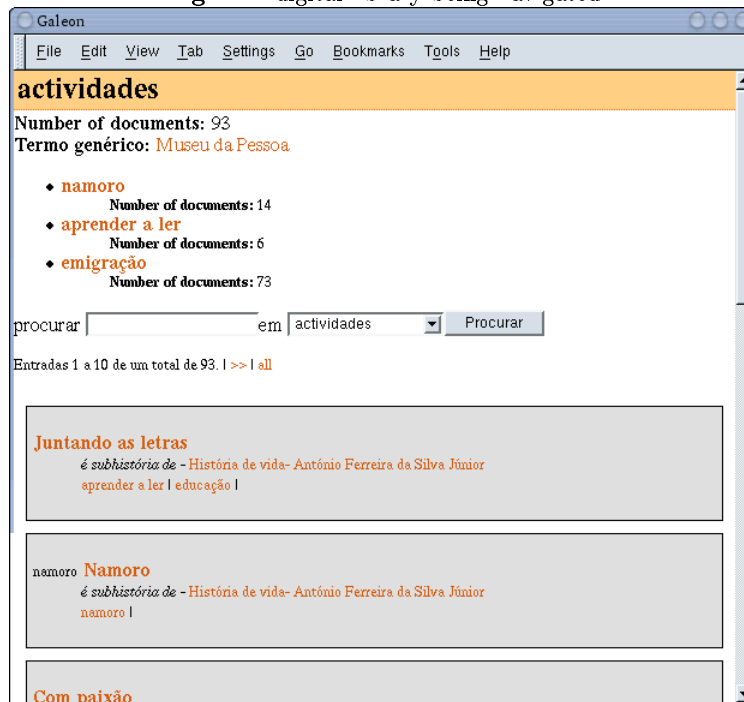 Galeon
File Edit View Tab Settings Go Bookmarks Tools Help
actividades
Number of documents: 93
Termo genérico: Museu da Pessoa
namoro
Number of documents: 14
aprender a ler
Number of documents: 6
emigração
Number of documents: 73
procurar em actividades Procurar
Entradas 1 a 10 de um total de 93. | >> | all
Juntando as letras
é subhistória de - História de vida- António Ferreira da Silva Júnior
aprender a ler | educação |
namoro Namoro
é subhistória de - História de vida- António Ferreira da Silva Júnior
namoro |
Com paixão